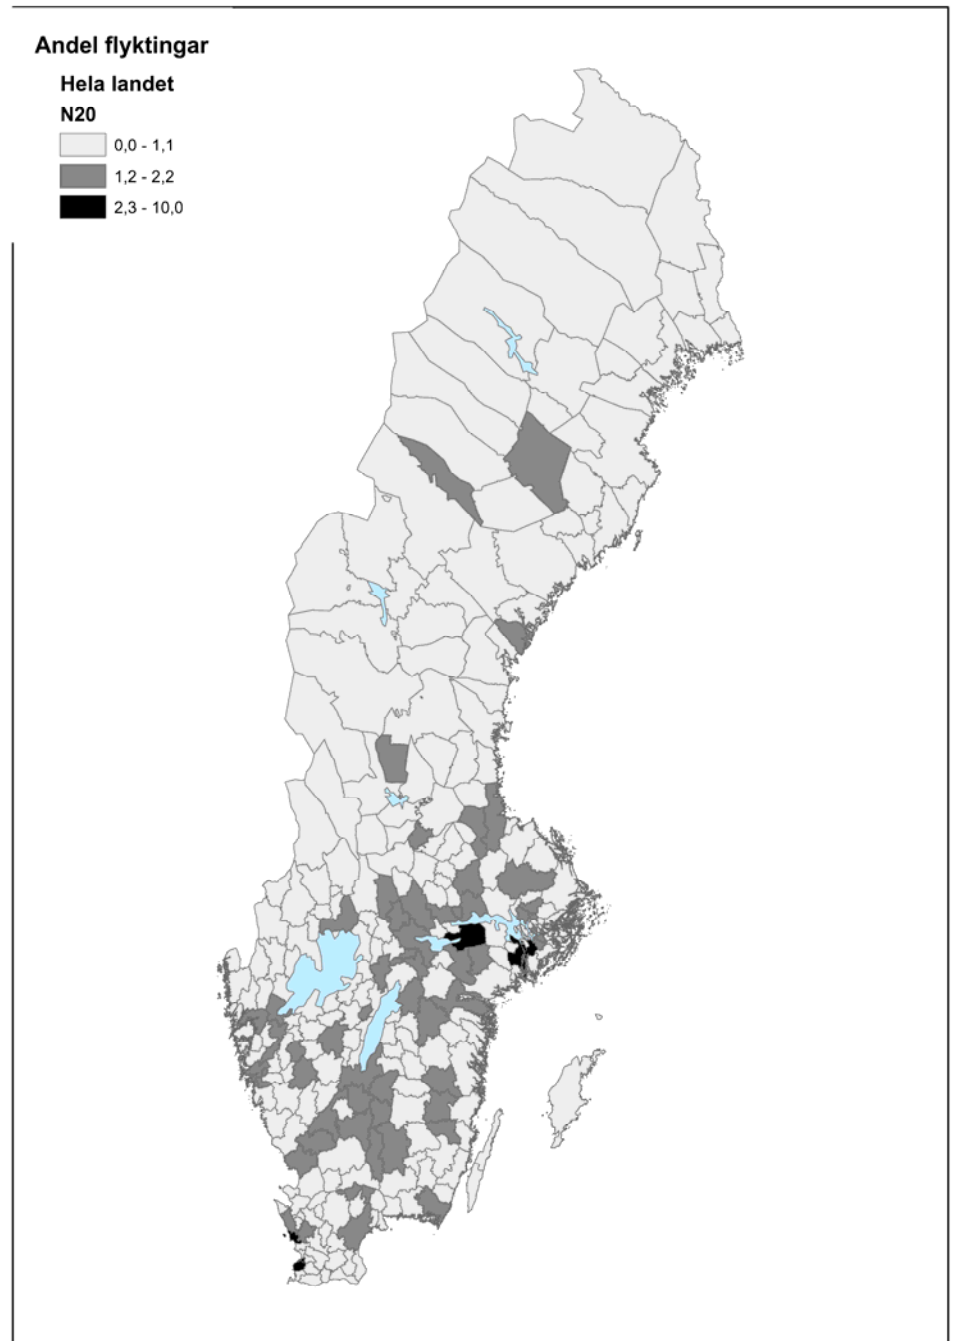 Andel flyktingar
Hela landet
N20
0,0 - 1,1
1,2 - 2,2
2,3 - 10,0